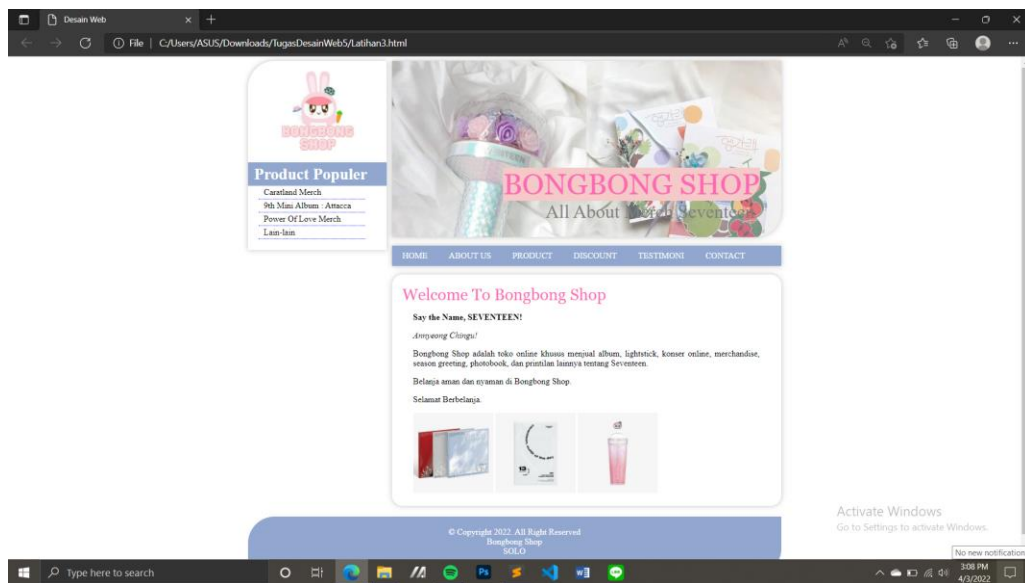 Desain Web
File | C:/Users/ASUS/Downloads/TugasDesainWeb5/Latihan3.html
BONGBONG
SHOP
Product Populer
Caratland Merch
9th Mini Album : Attacca
Power Of Love Merch
Lain-lain
BONGBONG SHOP
All About Merch Seventeen
HOME ABOUT US PRODUCT DISCOUNT TESTIMONI CONTACT
Welcome To Bongbong Shop
Say the Name, SEVENTEEN!
Annyeong Chingu!
Bongbong Shop adalah toko online khusus menjual album, lightstick, konser online, merchandise,
season greeting, photobook, dan printilan lainnya tentang Seventeen.
Belanja aman dan nyaman di Bongbong Shop.
Selamat Berbelanja.
© Copyright 2022. All Right Reserved
Bongbong Shop
SOLO
Activate Windows
Go to Settings to activate Windows.
No new notification
Type here to search
3:08 PM
4/3/2022